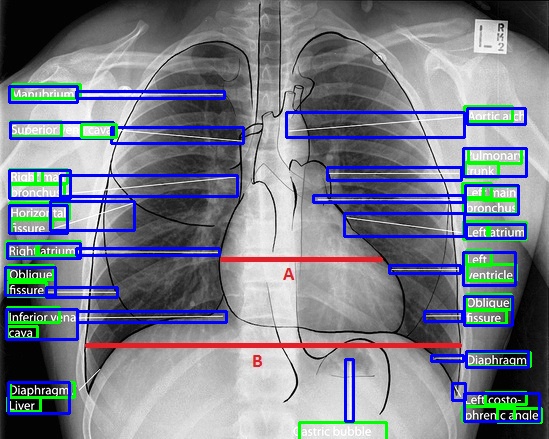 L
RM2
Manubrium
Aortic arch
Superior cava
Pulmonary
trunk
Right main
bronchus
Left main
bronchus
Horizontal
fissure
Left atrium
Right atrium
Left
ventricle
A
Oblique
fissure
Oblique
fissure
Inferior vena
cava
B
Diaphragm
Diaphragm
Liver
Left costo-
phrenic angle
Gastric bubble